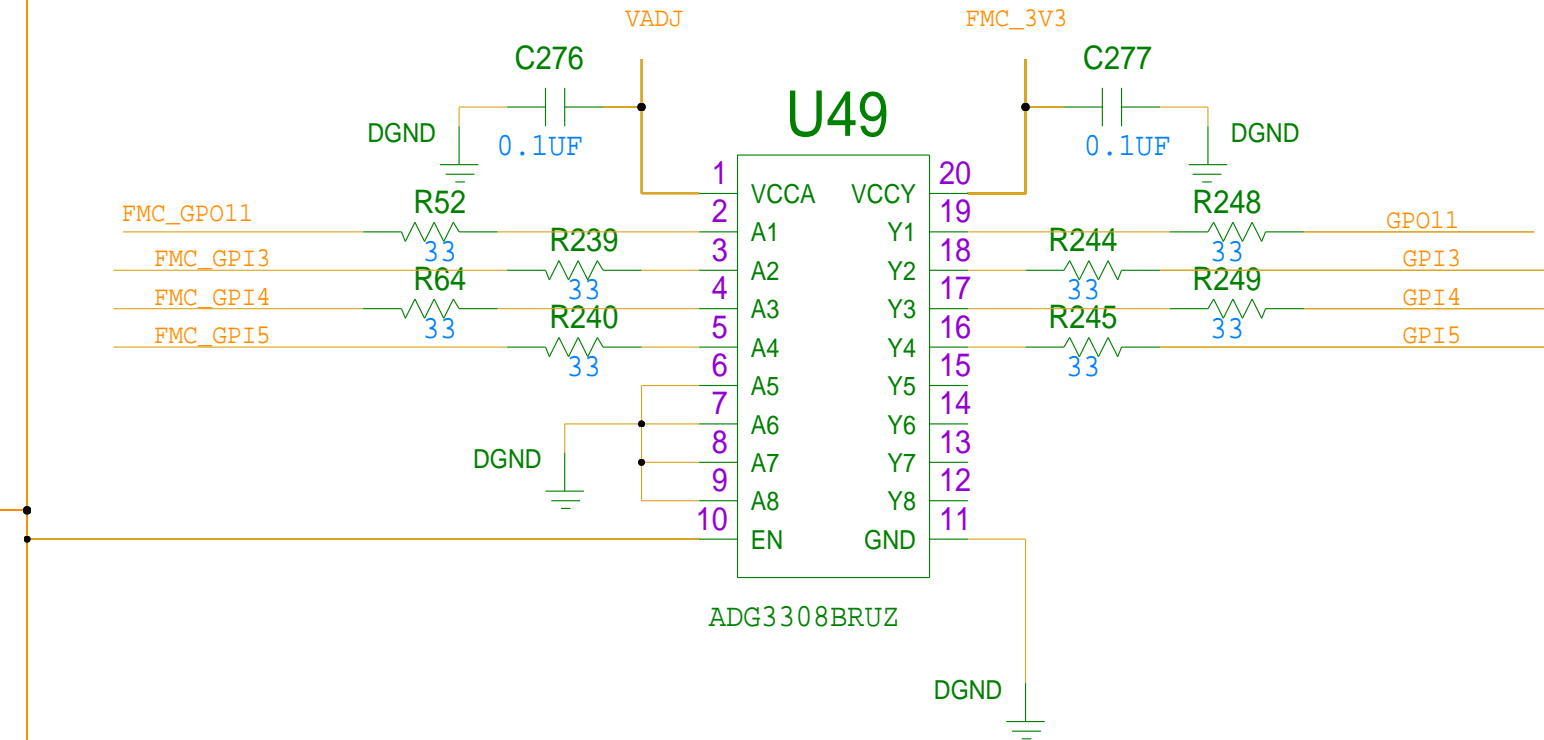 VADJ FMC_3V3
C276 C277
U49
DGND DGND
0.1UF 0.1UF
1 VCCA VCCY 20
R52 R248
FMC_GPO11 33 2 A1 Y1 19 33 GPO11
R239 R244
FMC_GPI3 33 3 A2 Y2 18 33 GPI3
R64 R249
FMC_GPI4 33 4 A3 Y3 17 33 GPI4
R240 R245
FMC_GPI5 33 5 A4 Y4 16 33 GPI5
6 A5 Y5 15
7 A6 Y6 14
DGND 8 A7 Y7 13
9 A8 Y8 12
10 EN GND 11
ADG3308BRUZ
DGND